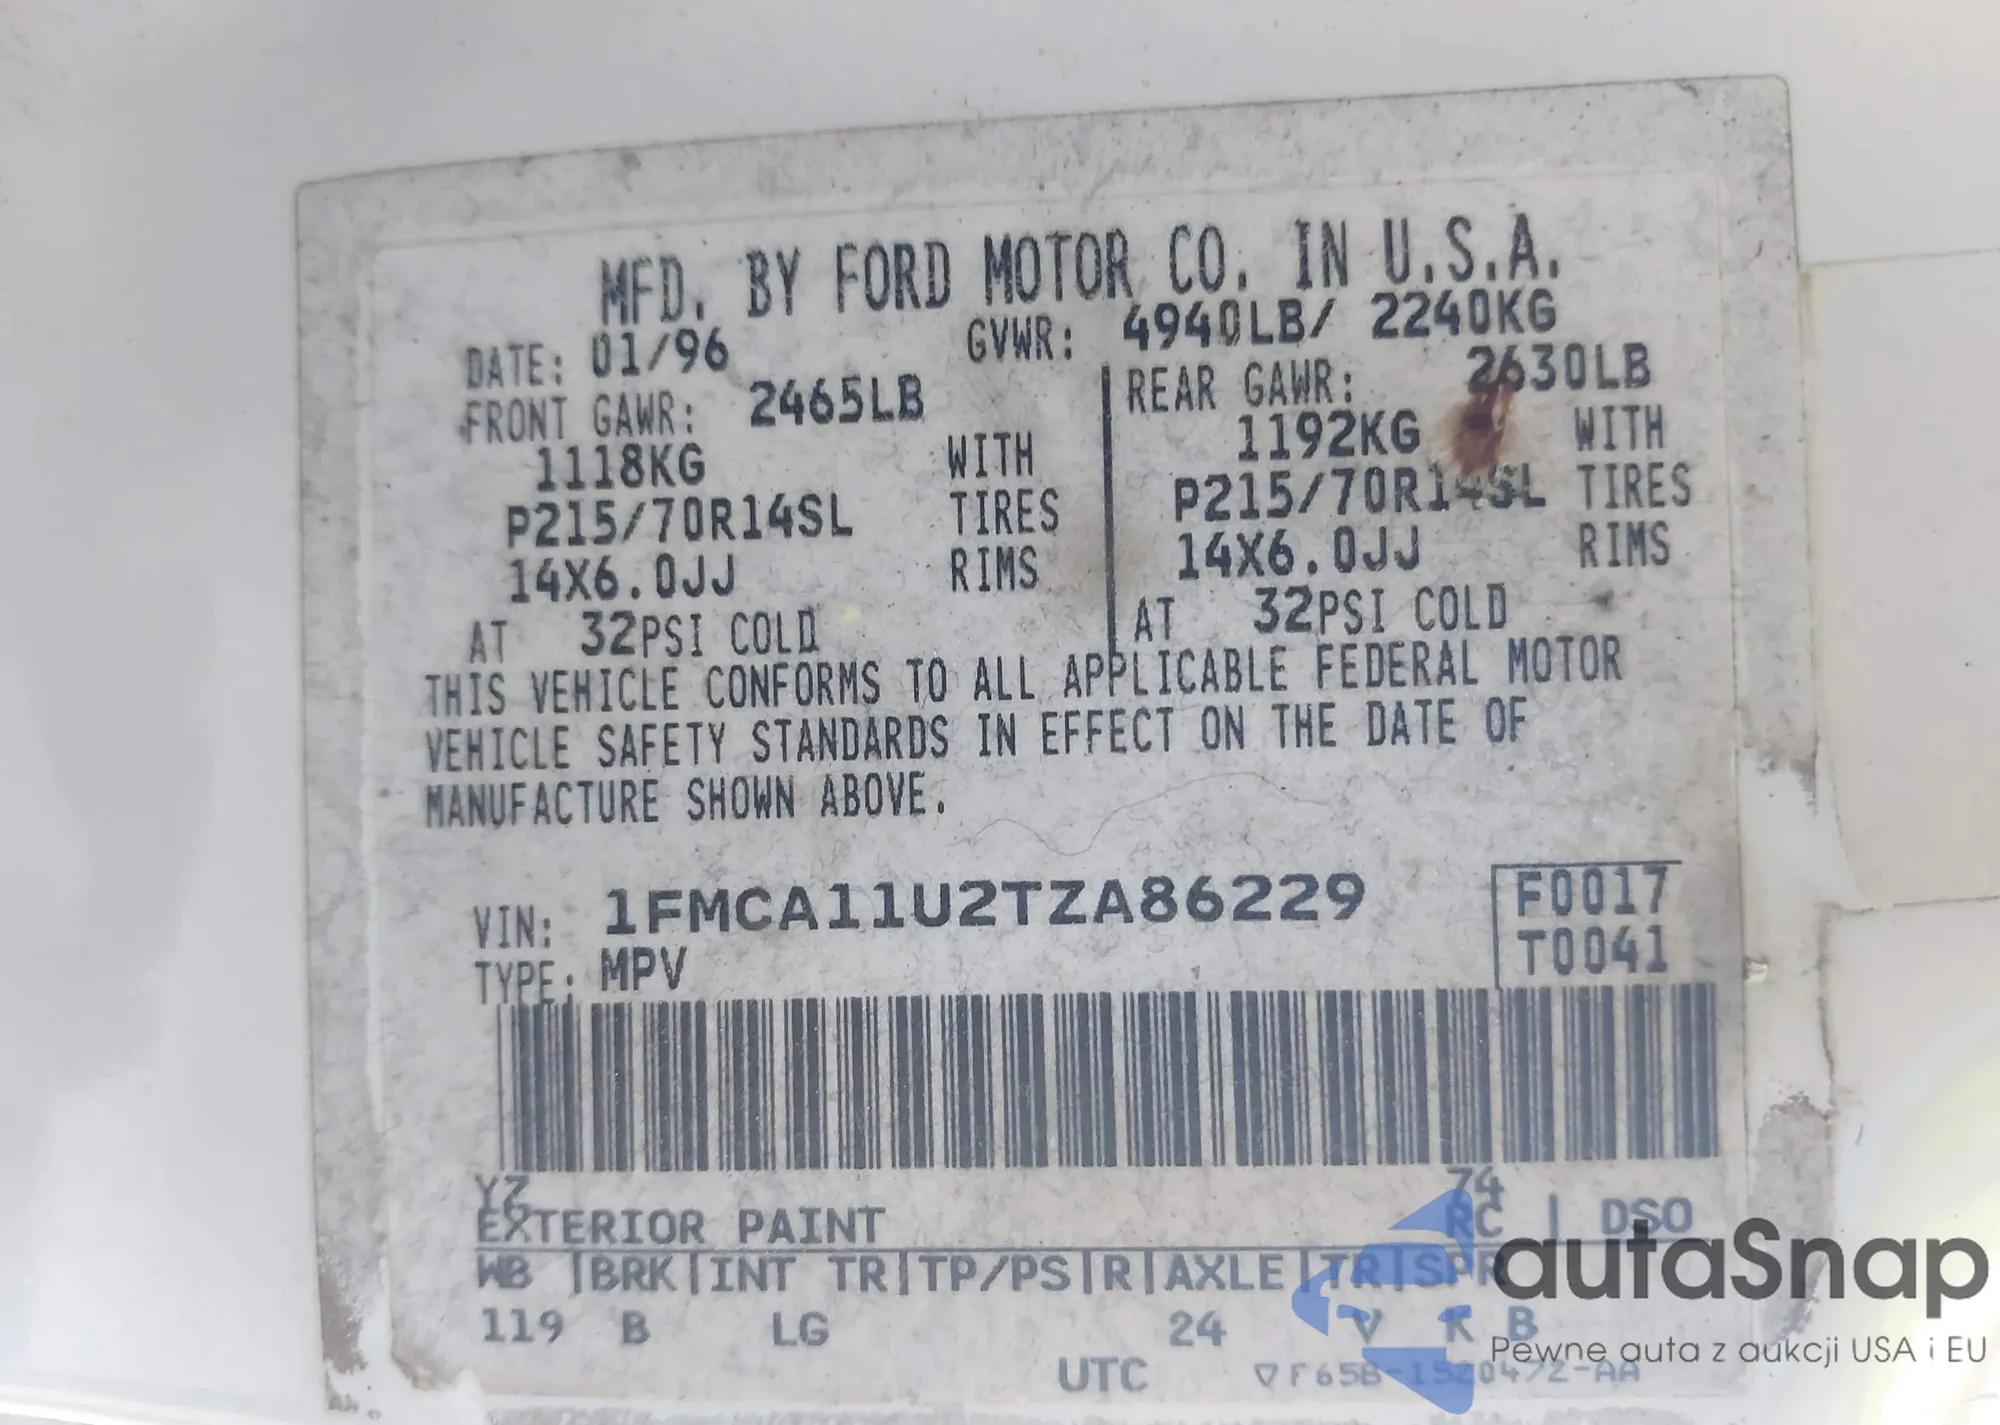 MFD. BY FORD MOTOR CO. IN U.S.A.
DATE: 01/96 GVWR: 4940LB/ 2240KG
FRONT GAWR: 2465LB
1118KG WITH
P215/70R14SL TIRES
14X6.0JJ RIMS
AT 32PSI COLD
REAR GAWR: 2630LB
1192KG WITH
P215/70R14SL TIRES
14X6.0JJ RIMS
AT 32PSI COLD
THIS VEHICLE CONFORMS TO ALL APPLICABLE FEDERAL MOTOR
VEHICLE SAFETY STANDARDS IN EFFECT ON THE DATE OF
MANUFACTURE SHOWN ABOVE.
VIN: 1FMCA11U2TZA86229
TYPE: MPV
F0017
T0041
YZ 74
EXTERIOR PAINT RC | DSO
WB |BRK|INT TR|TP/PS|R|AXLE|TR|SPR
119 B LG 24 V K B
UTC
autaSnap
Pewne auta z aukcji USA i EU